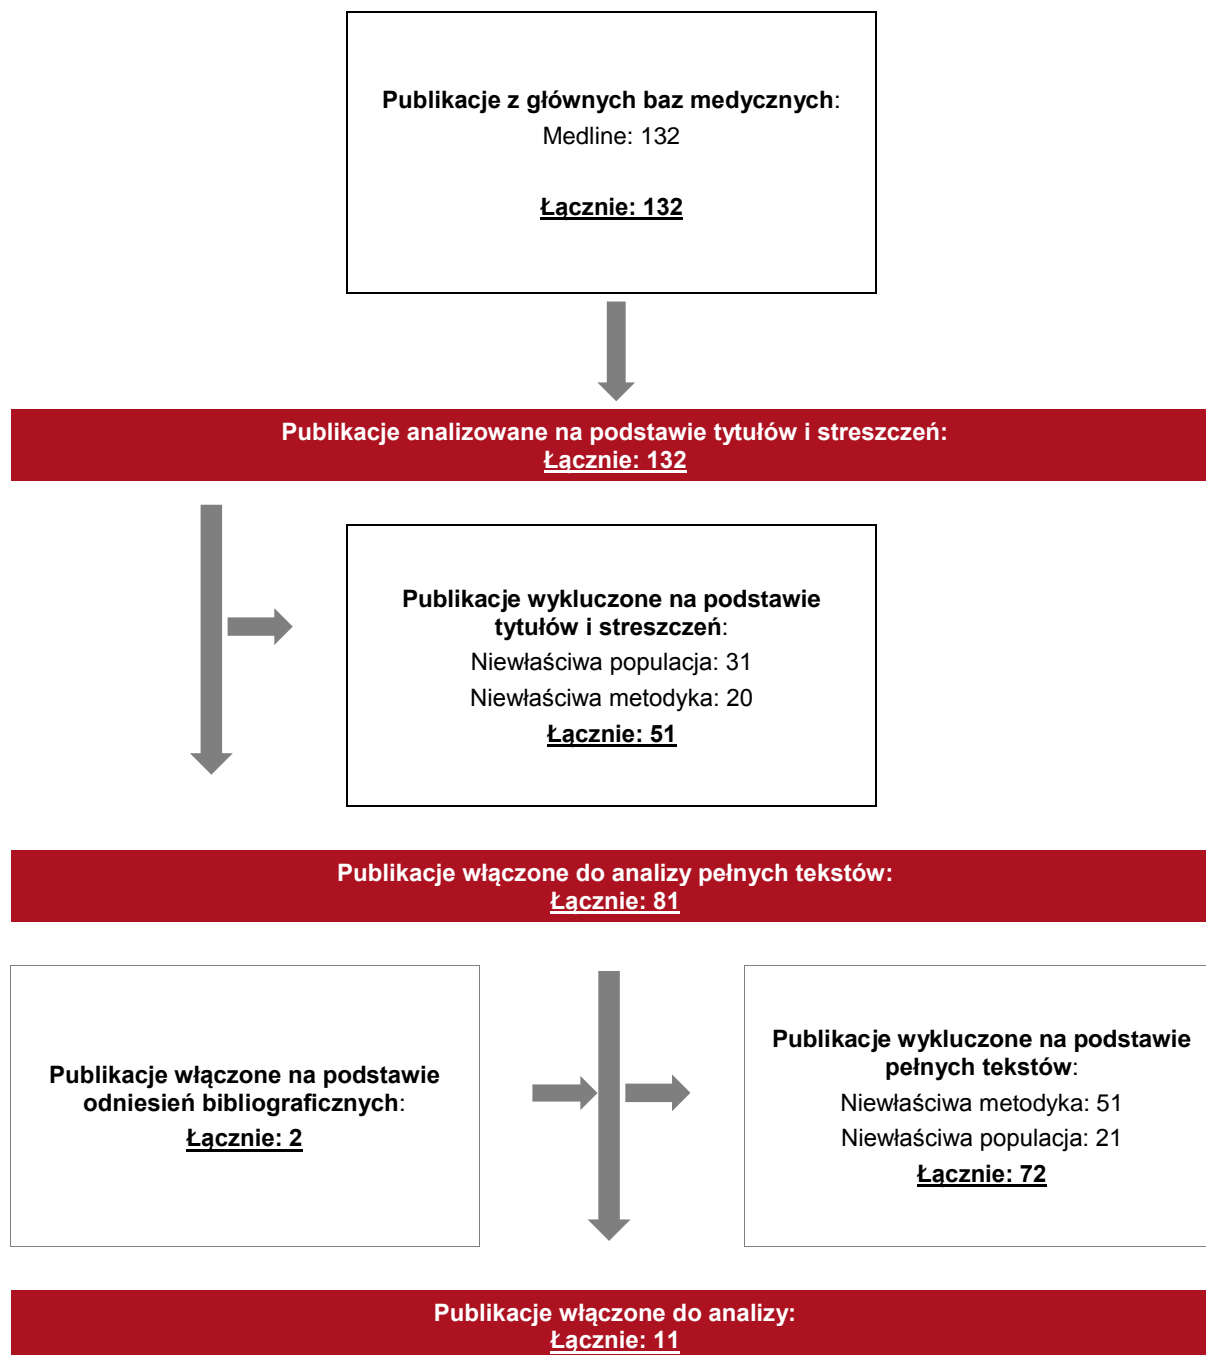 Publikacje z głównych baz medycznych:
Medline: 132
Łącznie: 132
Publikacje analizowane na podstawie tytułów i streszczeń:
Łącznie: 132
Publikacje wykluczone na podstawie
tytułów i streszczeń:
Niewłaściwa populacja: 31
Niewłaściwa metodyka: 20
Łącznie: 51
Publikacje włączone do analizy pełnych tekstów:
Łącznie: 81
Publikacje włączone na podstawie
odniesień bibliograficznych:
Łącznie: 2
Publikacje wykluczone na podstawie
pełnych tekstów:
Niewłaściwa metodyka: 51
Niewłaściwa populacja: 21
Łącznie: 72
Publikacje włączone do analizy:
Łącznie: 11